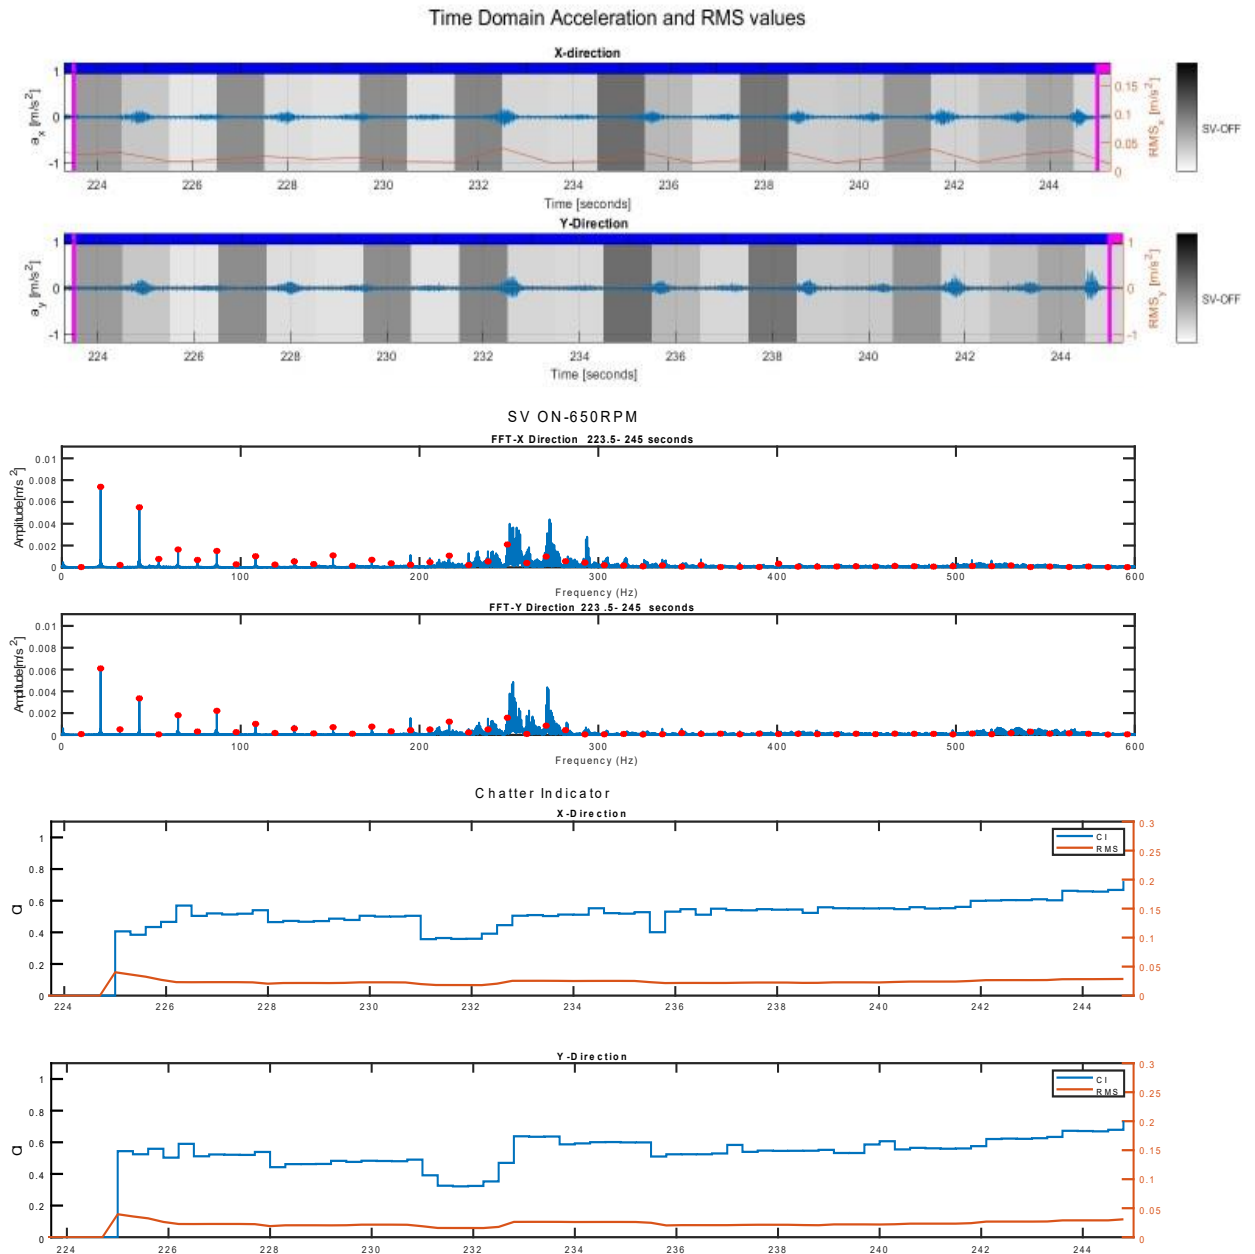 Time Domain Acceleration and RMS values
X-direction
1
0
-1
a_x [m/s^2]
0.15
0.1
0.05
0
RMS_x [m/s^2]
SV-OFF
224 226 228 230 232 234 236 238 240 242 244
Time [seconds]
Y-Direction
1
0
-1
a_y [m/s^2]
1
0
-1
RMS_y [m/s^2]
SV-OFF
224 226 228 230 232 234 236 238 240 242 244
Time [seconds]
SV ON-650RPM
FFT-X Direction 223.5- 245 seconds
0.01
0.008
0.006
0.004
0.002
0
Amplitude[m/s^2]
0 100 200 300 400 500 600
Frequency (Hz)
FFT-Y Direction 223 .5- 245 seconds
0.01
0.008
0.006
0.004
0.002
0
Amplitude[m/s^2]
0 100 200 300 400 500 600
Frequency (Hz)
Chatter Indicator
X-Direction
1
0.8
0.6
0.4
0.2
0
CI
CI
RMS
0.3
0.25
0.2
0.15
0.1
0.05
0
224 226 228 230 232 234 236 238 240 242 244
Y-Direction
1
0.8
0.6
0.4
0.2
0
CI
CI
RMS
0.3
0.25
0.2
0.15
0.1
0.05
0
224 226 228 230 232 234 236 238 240 242 244